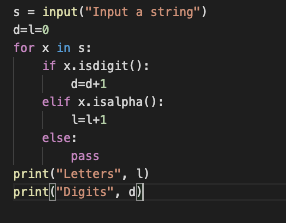 s = input("Input a string")
d=l=0
for x in s:
    if x.isdigit():
        d=d+1
    elif x.isalpha():
        l=l+1
    else:
        pass
print("Letters", l)
print("Digits", d)